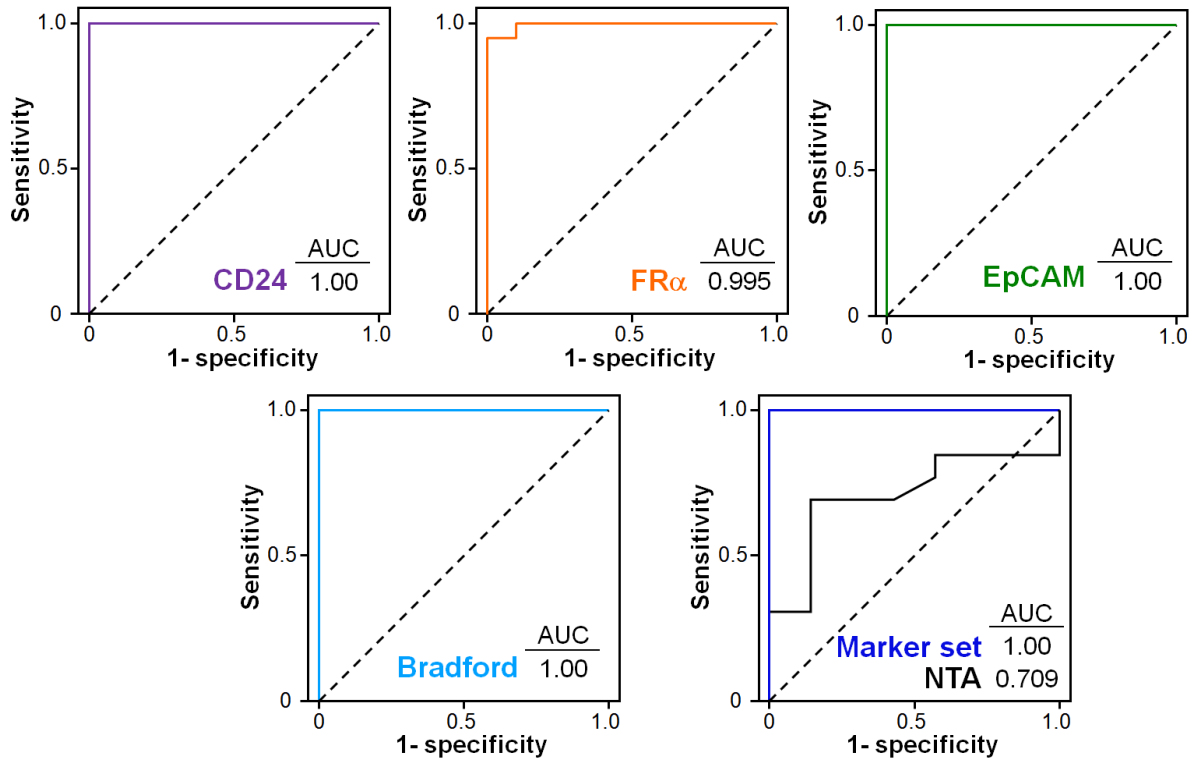 1.0
Sensitivity
0.5
AUC
CD24 1.00
0
0 0.5 1.0
1- specificity
1.0
Sensitivity
0.5
AUC
FRα 0.995
0
0 0.5 1.0
1- specificity
1.0
Sensitivity
0.5
AUC
EpCAM 1.00
0
0 0.5 1.0
1- specificity
1.0
Sensitivity
0.5
AUC
Bradford 1.00
0
0 0.5 1.0
1- specificity
1.0
Sensitivity
0.5
AUC
Marker set 1.00
NTA 0.709
0
0 0.5 1.0
1- specificity